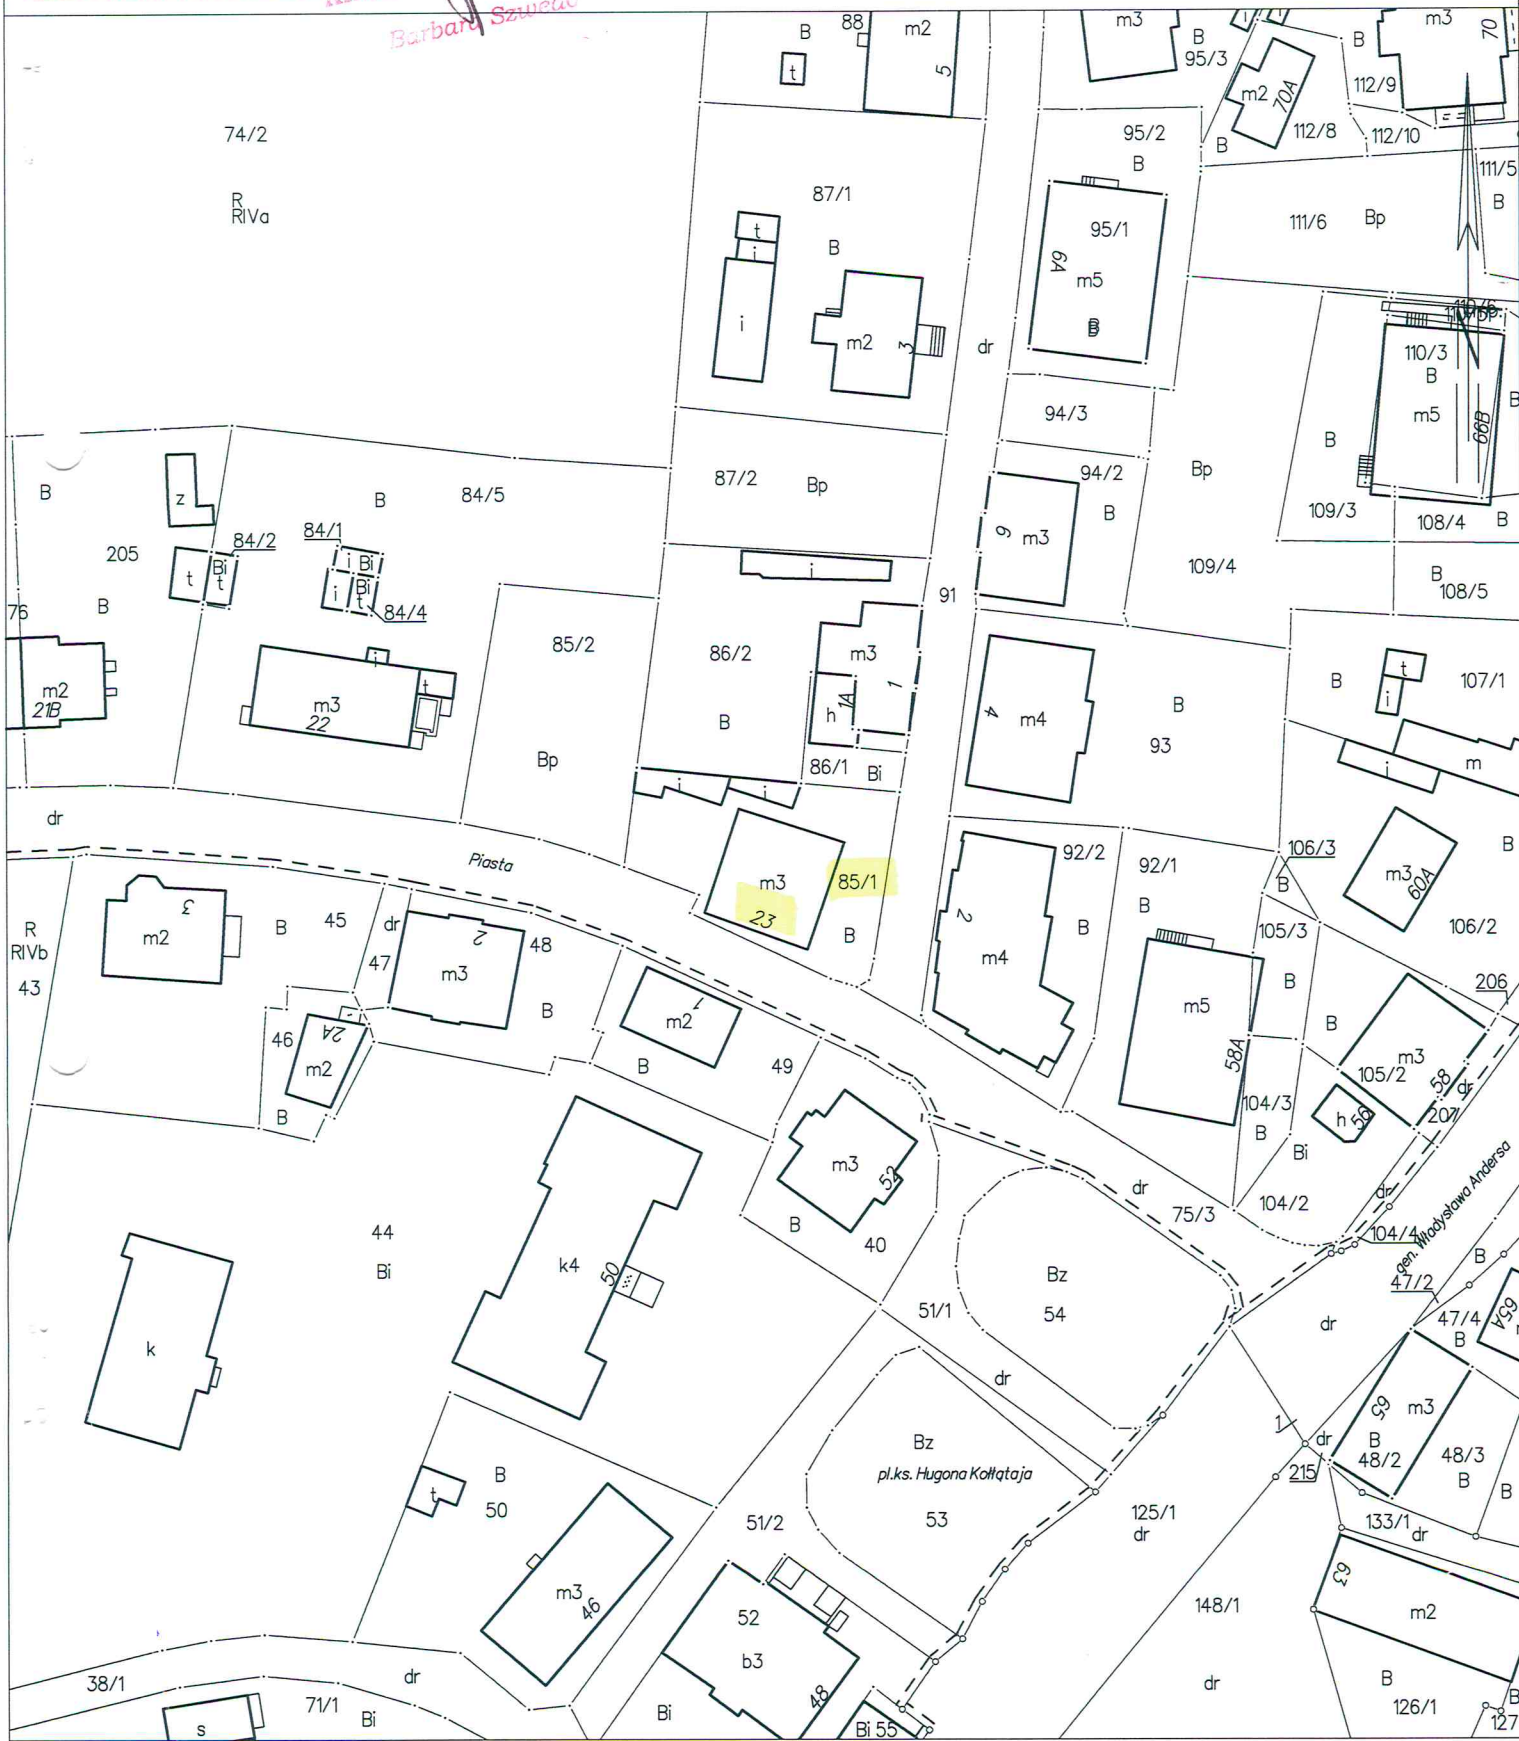 Barbara Szwedo
B
88
m2
5
t
m3
B
95/3
m2
70A
B
112/9
m3
70
112/8
112/10
B
74/2
R
RIVa
87/1
t
i
B
i
m2
3
95/2
B
95/1
6A
m5
B
111/6
Bp
111/5
B
dr
110/3
B
m5
66B
B
94/3
94/2
B
Bp
B
109/3
108/4
B
B
z
B
84/5
84/1
84/2
205
Bi
t
t
i
Bi
i
Bi
t
84/4
87/2
Bp
6
m3
109/4
B
108/5
76
B
m2
21B
i
t
m3
22
85/2
Bp
i
86/2
B
m3
1
h
1A
86/1
Bi
91
4
m4
B
93
B
t
i
107/1
i
m
dr
Piasta
i
i
m3
23
85/1
B
92/2
92/1
B
B
2
m4
106/3
B
m3
60A
B
106/2
105/3
B
206
R
RIVb
43
3
m2
B
45
dr
47
2
m3
48
B
46
2A
m2
B
1
m2
B
49
m5
58A
B
m3
105/2
58
dr
207
104/3
B
h
56
Bi
104/2
dr
104/4
gen. Władysława Andersa
m3
52
B
40
dr
75/3
44
Bi
k4
50
k
Bz
54
51/1
dr
dr
47/2
B
47/4
B
65A
65
m3
B
48/2
48/3
B
B
1
dr
215
Bz
pl.ks. Hugona Kołłątaja
53
B
50
t
m3
46
51/2
125/1
dr
133/1
dr
63
m2
148/1
dr
52
b3
48
Bi
Bi 55
38/1
dr
71/1
Bi
s
B
126/1
B
127